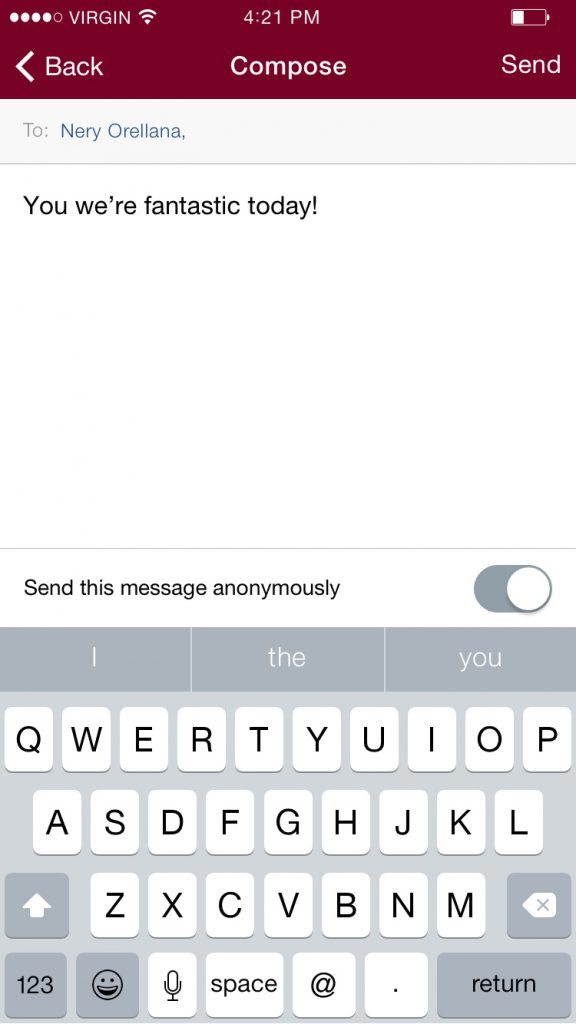 VIRGIN 4:21 PM
Back Compose Send
To: Nery Orellana,
You we’re fantastic today!
Send this message anonymously
I the you
Q W E R T Y U I O P
A S D F G H J K L
Z X C V B N M
123 space @ . return